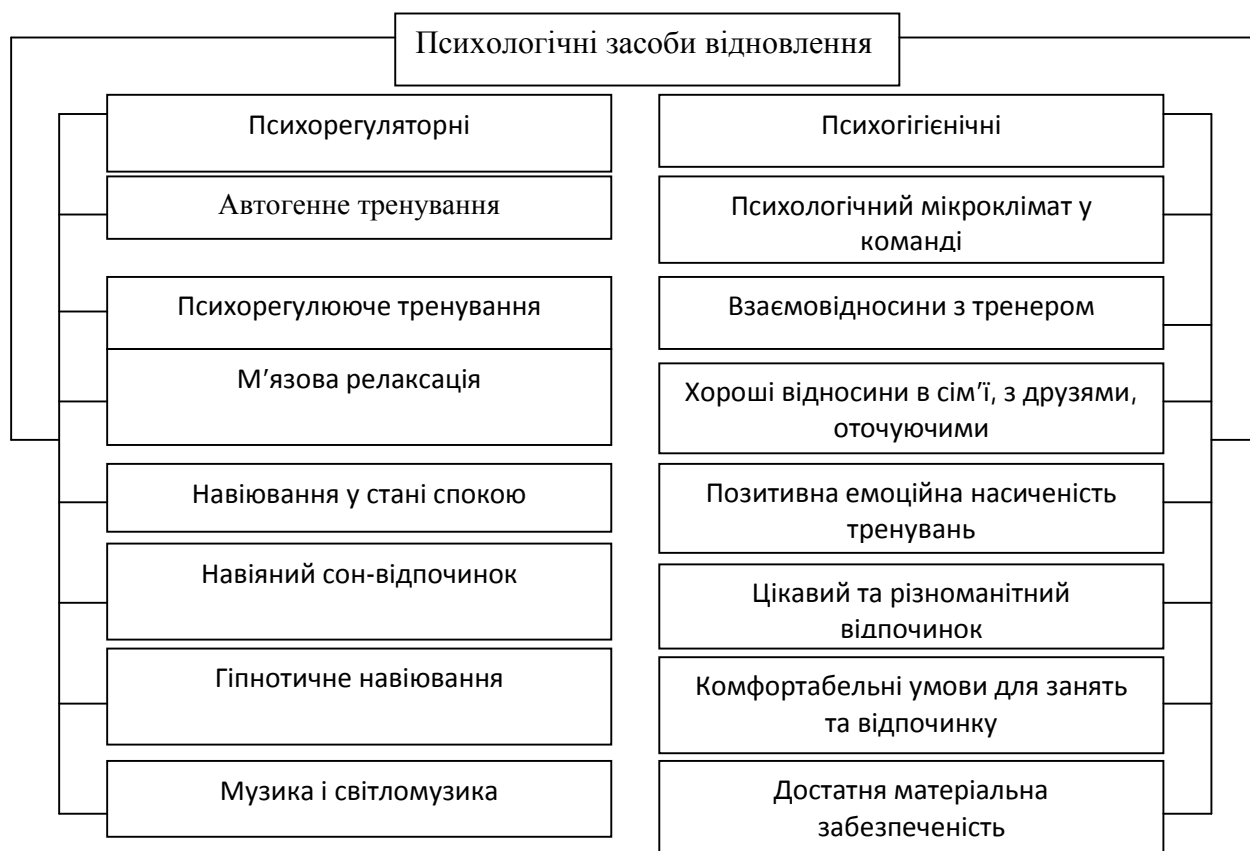 Психологічні засоби відновлення
Психорегуляторні
Автогенне тренування
Психорегулююче тренування
М’язова релаксація
Навіювання у стані спокою
Навіяний сон-відпочинок
Гіпнотичне навіювання
Музика і світломузика
Психогігієнічні
Психологічний мікроклімат у
команді
Взаємовідносини з тренером
Хороші відносини в сім’ї, з друзями,
оточуючими
Позитивна емоційна насиченість
тренувань
Цікавий та різноманітний
відпочинок
Комфортабельні умови для занять
та відпочинку
Достатня матеріальна
забезпеченість